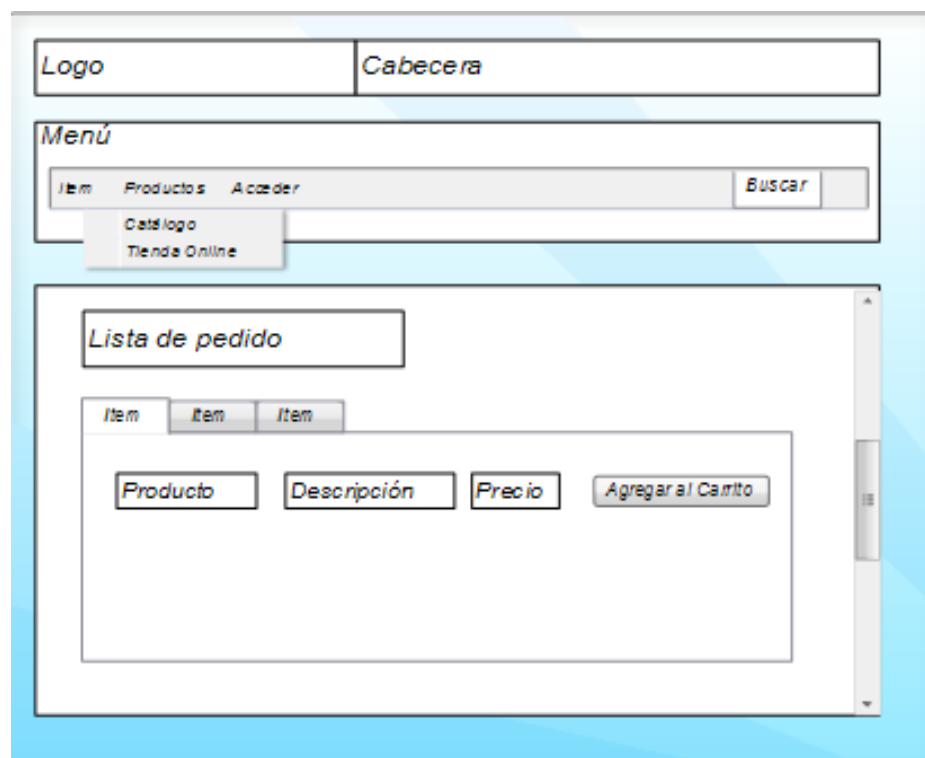 Logo Cabecera
Menú
Item Productos Acceder Buscar
Catálogo
Tienda Online
Lista de pedido
Item Item Item
Producto Descripción Precio Agregar al Carrito